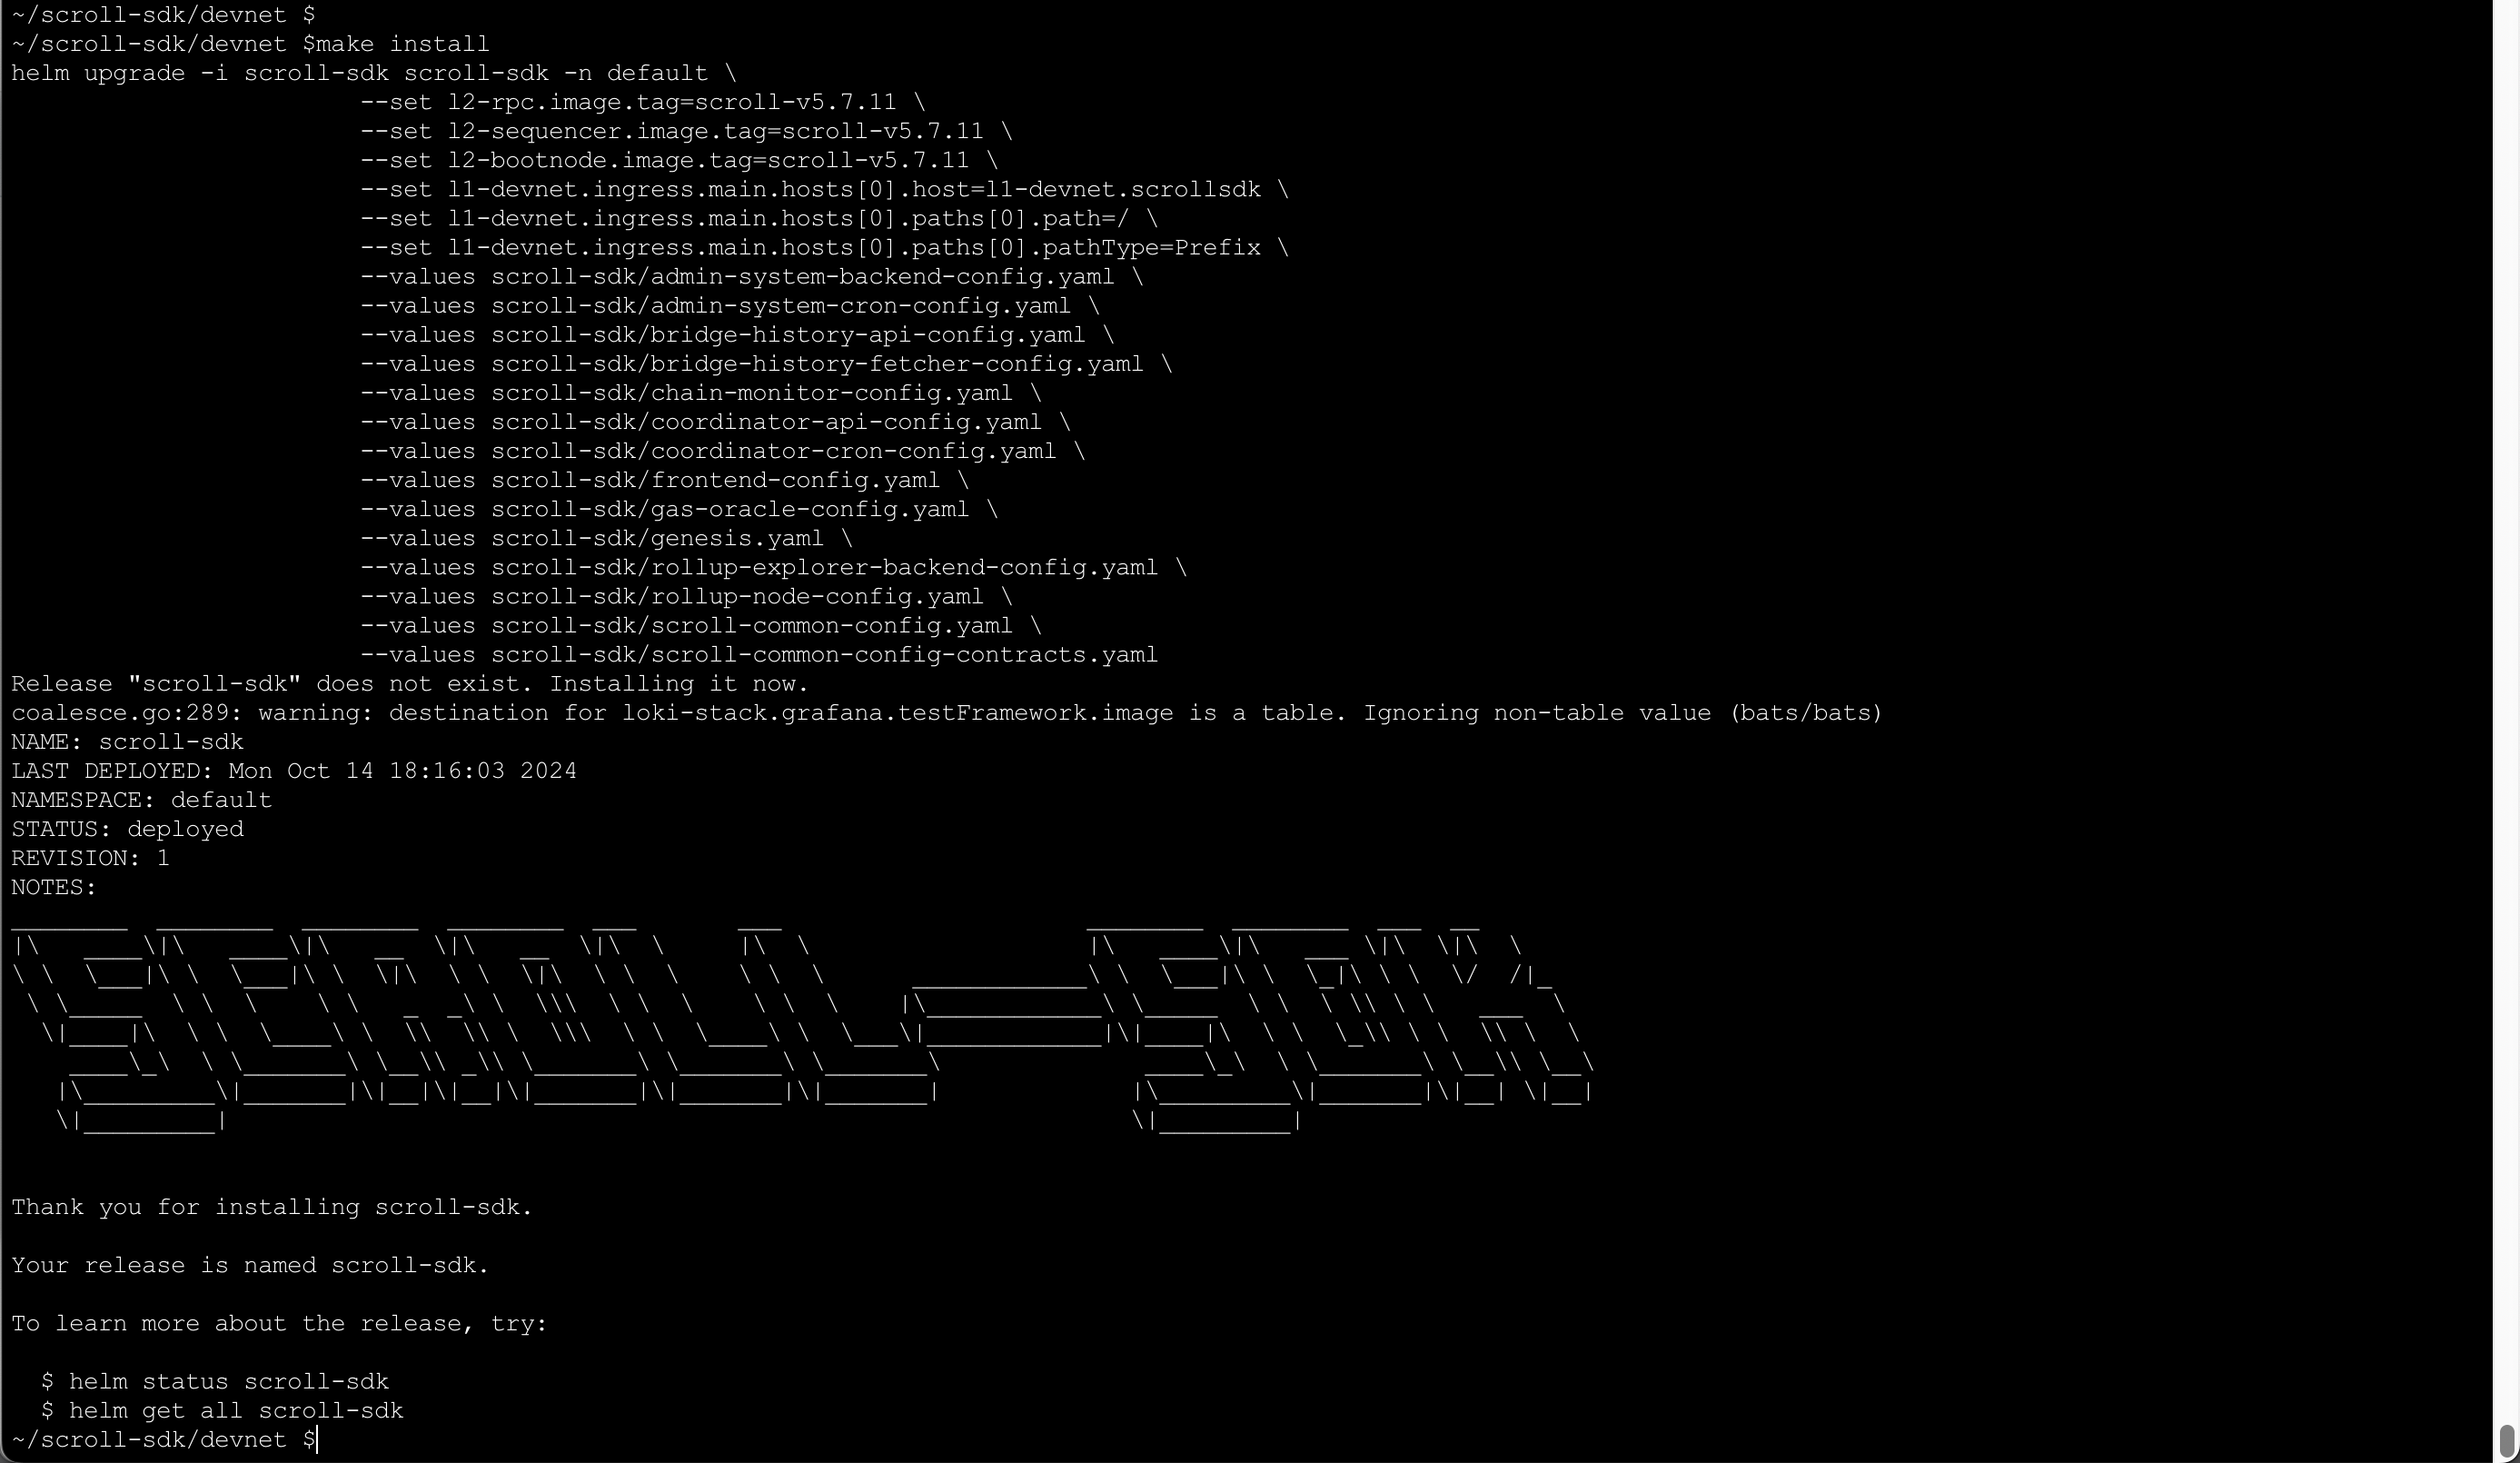 ~/scroll-sdk/devnet $
~/scroll-sdk/devnet $make install
helm upgrade -i scroll-sdk scroll-sdk -n default \
                        --set l2-rpc.image.tag=scroll-v5.7.11 \
                        --set l2-sequencer.image.tag=scroll-v5.7.11 \
                        --set l2-bootnode.image.tag=scroll-v5.7.11 \
                        --set l1-devnet.ingress.main.hosts[0].host=l1-devnet.scrollsdk \
                        --set l1-devnet.ingress.main.hosts[0].paths[0].path=/ \
                        --set l1-devnet.ingress.main.hosts[0].paths[0].pathType=Prefix \
                        --values scroll-sdk/admin-system-backend-config.yaml \
                        --values scroll-sdk/admin-system-cron-config.yaml \
                        --values scroll-sdk/bridge-history-api-config.yaml \
                        --values scroll-sdk/bridge-history-fetcher-config.yaml \
                        --values scroll-sdk/chain-monitor-config.yaml \
                        --values scroll-sdk/coordinator-api-config.yaml \
                        --values scroll-sdk/coordinator-cron-config.yaml \
                        --values scroll-sdk/frontend-config.yaml \
                        --values scroll-sdk/gas-oracle-config.yaml \
                        --values scroll-sdk/genesis.yaml \
                        --values scroll-sdk/rollup-explorer-backend-config.yaml \
                        --values scroll-sdk/rollup-node-config.yaml \
                        --values scroll-sdk/scroll-common-config.yaml \
                        --values scroll-sdk/scroll-common-config-contracts.yaml
Release "scroll-sdk" does not exist. Installing it now.
coalesce.go:289: warning: destination for loki-stack.grafana.testFramework.image is a table. Ignoring non-table value (bats/bats)
NAME: scroll-sdk
LAST DEPLOYED: Mon Oct 14 18:16:03 2024
NAMESPACE: default
STATUS: deployed
REVISION: 1
NOTES:
SCROLL-SDK
Thank you for installing scroll-sdk.
Your release is named scroll-sdk.
To learn more about the release, try:
  $ helm status scroll-sdk
  $ helm get all scroll-sdk
~/scroll-sdk/devnet $